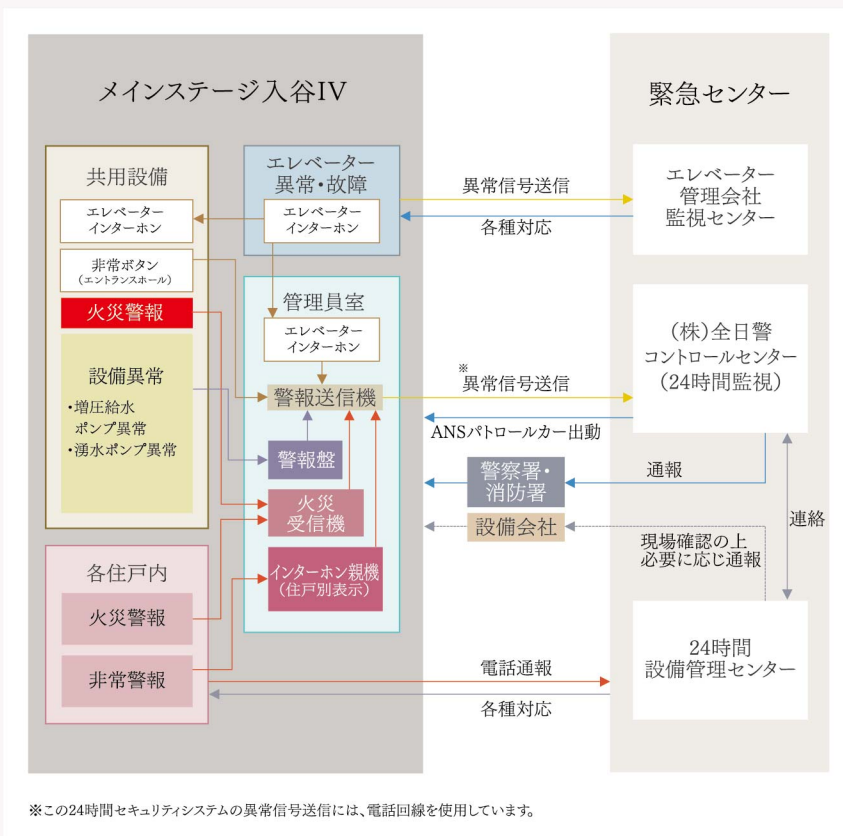 メインステージ入谷IV
緊急センター
共用設備
エレベーター
インターホン
非常ボタン
(エントランスホール)
火災警報
設備異常
・増圧給水
ポンプ異常
・湧水ポンプ異常
エレベーター
異常・故障
エレベーター
インターホン
管理員室
エレベーター
インターホン
警報送信機
警報盤
火災
受信機
インターホン親機
(住戸別表示)
各住戸内
火災警報
非常警報
異常信号送信
各種対応
※
異常信号送信
ANSパトロールカー出動
警察署・
消防署
通報
設備会社
現場確認の上
必要に応じ通報
連絡
電話通報
各種対応
エレベーター
管理会社
監視センター
(株)全日警
コントロールセンター
(24時間監視)
24時間
設備管理センター
※この24時間セキュリティシステムの異常信号送信には、電話回線を使用しています。